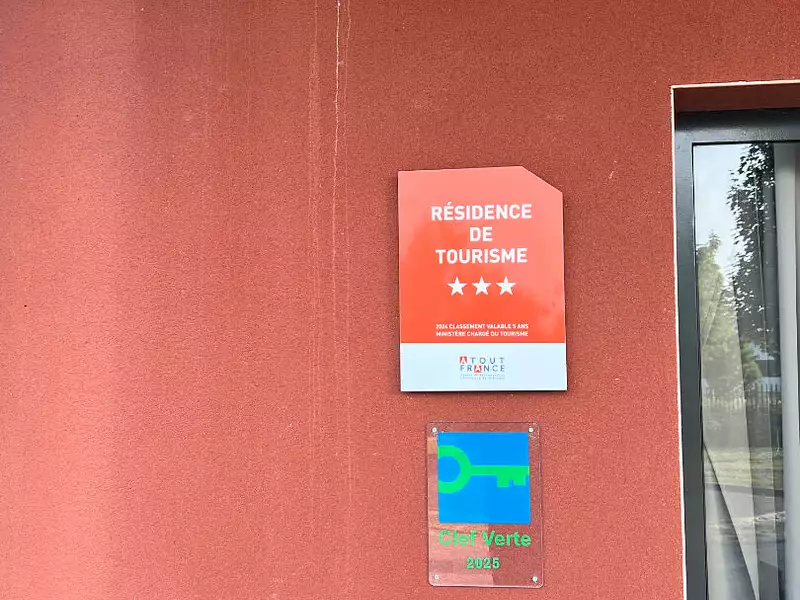 RÉSIDENCE
DE
TOURISME
2024 CLASSEMENT VALABLE 5 ANS
MINISTÈRE CHARGÉ DU TOURISME
ATOUT
FRANCE
Clef Verte
2025